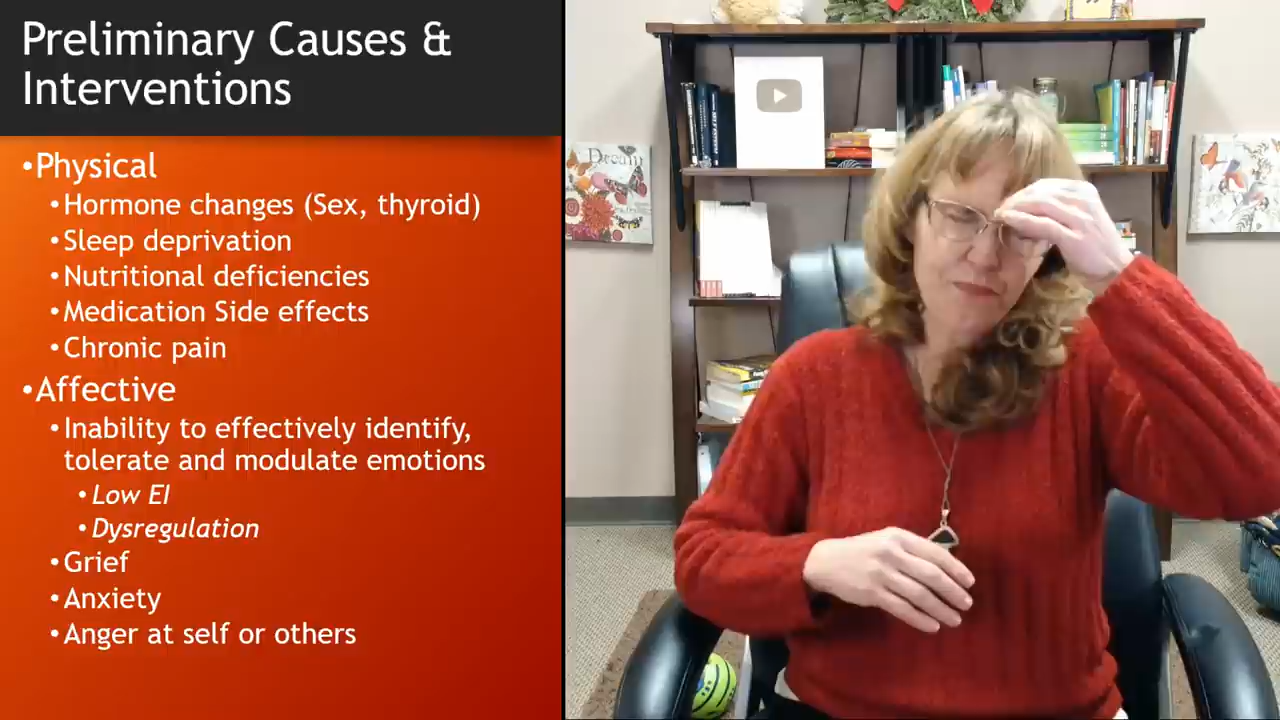 Preliminary Causes &
Interventions
•Physical
•Hormone changes (Sex, thyroid)
•Sleep deprivation
•Nutritional deficiencies
•Medication Side effects
•Chronic pain
•Affective
•Inability to effectively identify,
tolerate and modulate emotions
•Low EI
•Dysregulation
•Grief
•Anxiety
•Anger at self or others
Dream